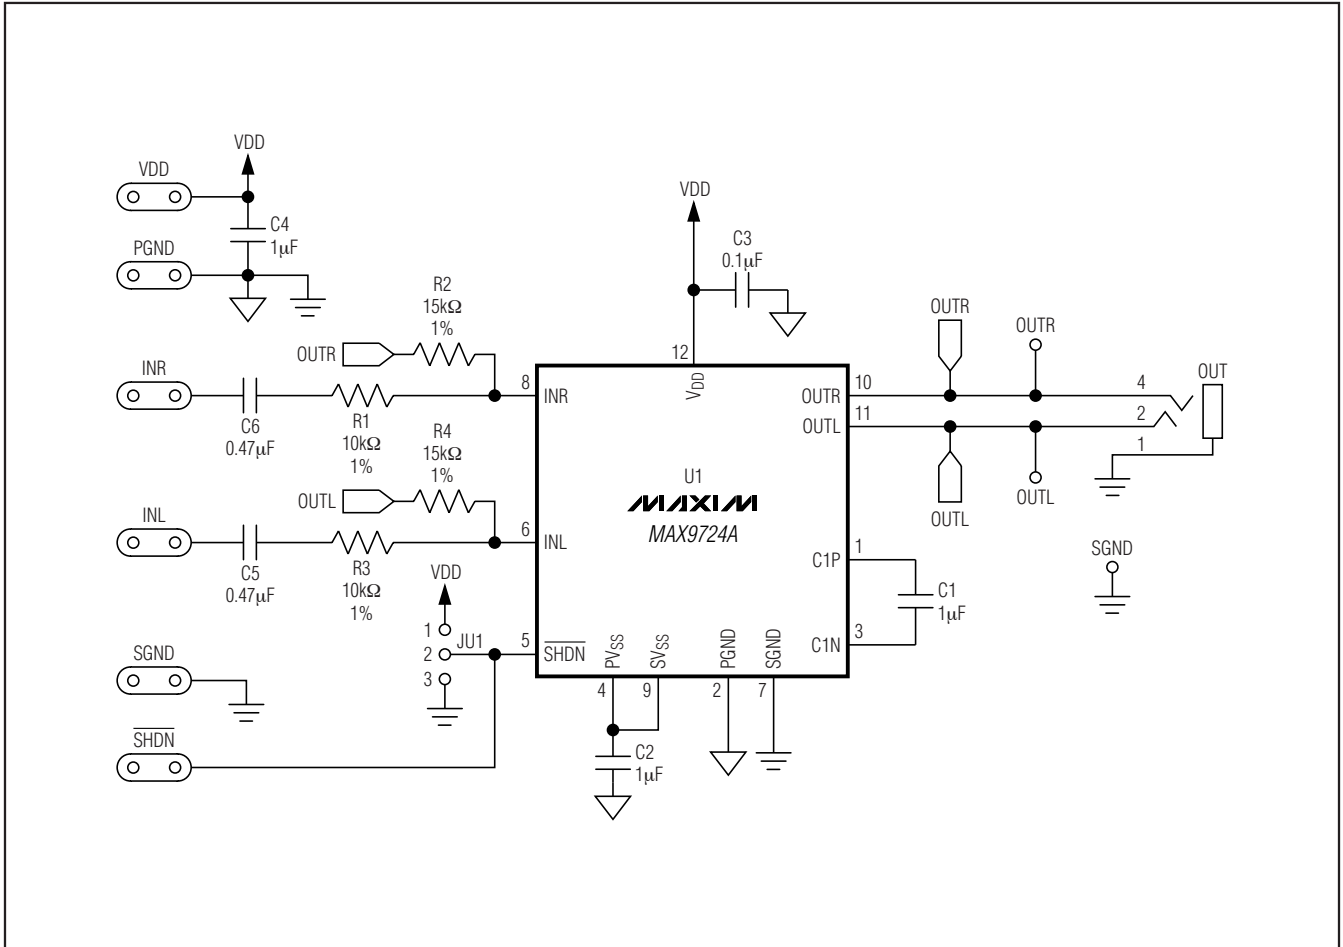 VDD
VDD
C4
1µF
PGND
VDD
C3
0.1µF
R2
15kΩ
1%
OUTR
INR
C6
0.47µF
R1
10kΩ
1%
8
INR
R4
15kΩ
1%
OUTL
INL
C5
0.47µF
R3
10kΩ
1%
6
INL
VDD
1
2
3
JU1
5
SHDN
SGND
SHDN
12
VDD
U1
MAXIM
MAX9724A
OUTR
10
OUTL
11
OUTR
OUTR
OUTL
OUTL
4
2
1
OUT
SGND
C1P
1
C1N
3
C1
1µF
PVSS
SVSS
PGND
SGND
4
9
2
7
C2
1µF